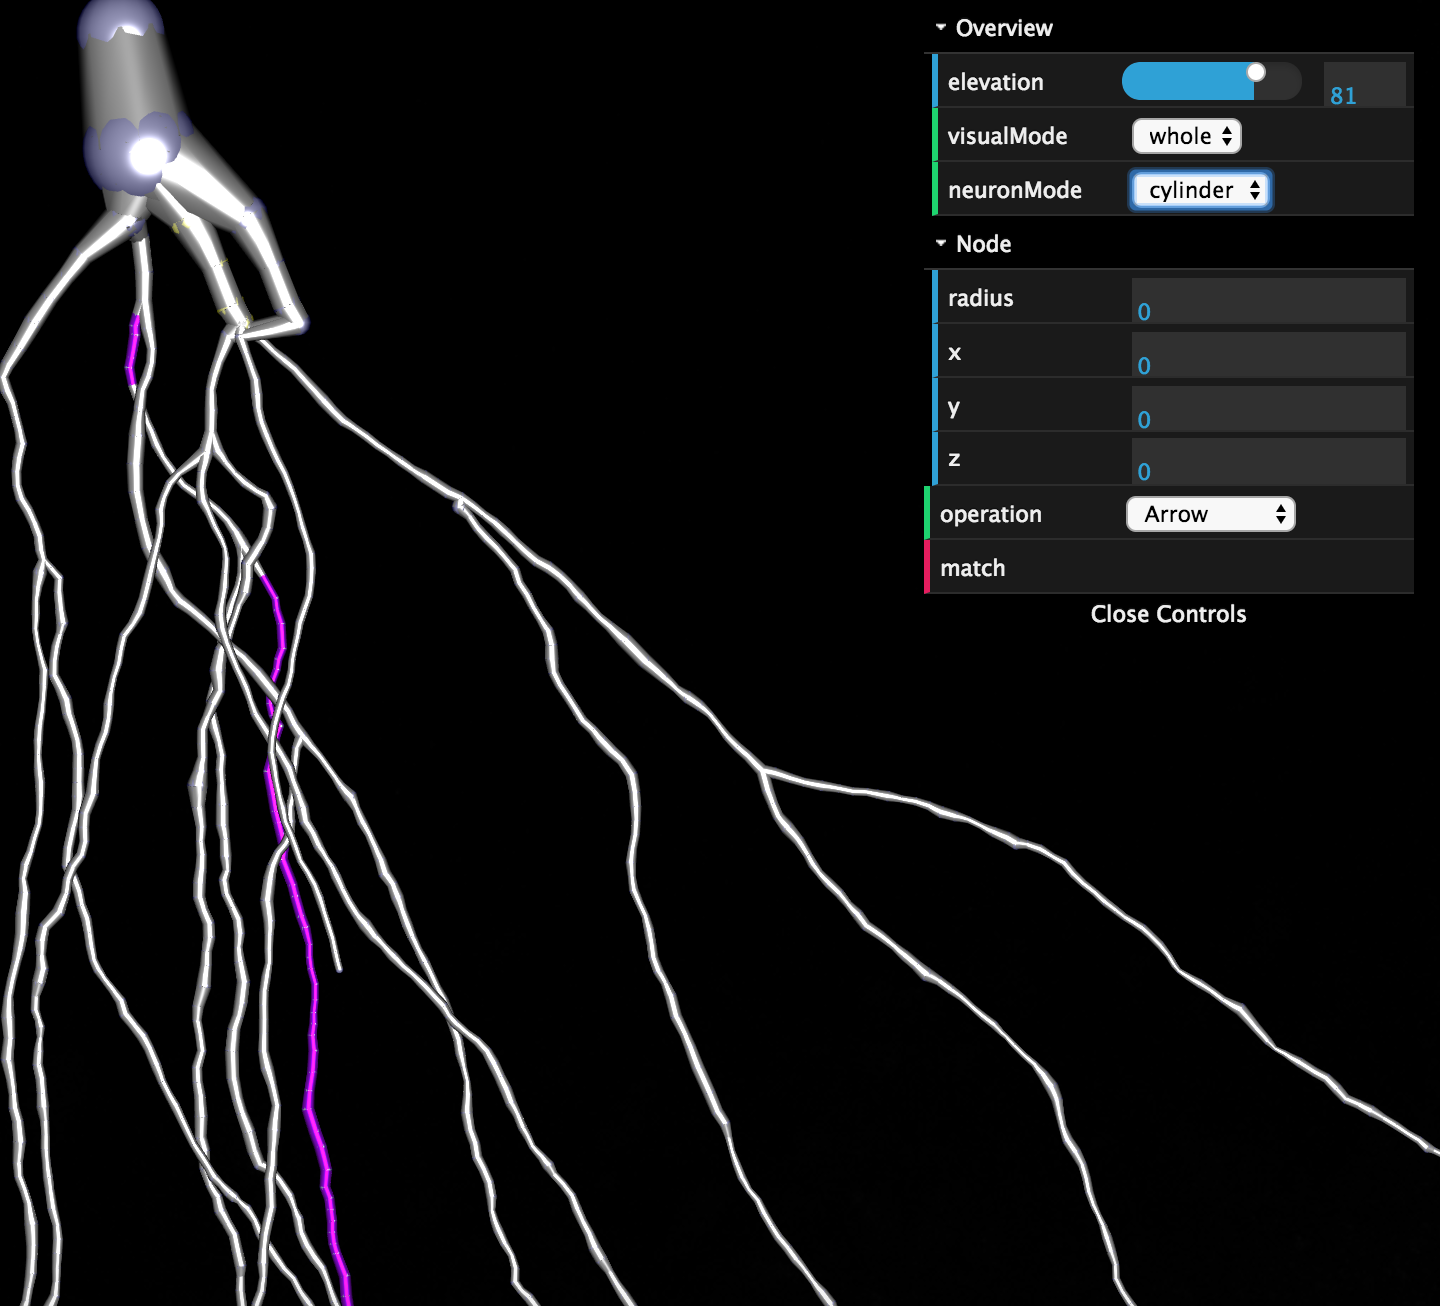 Overview
elevation 81
visualMode whole
neuronMode cylinder
Node
radius 0
x 0
y 0
z 0
operation Arrow
match
Close Controls